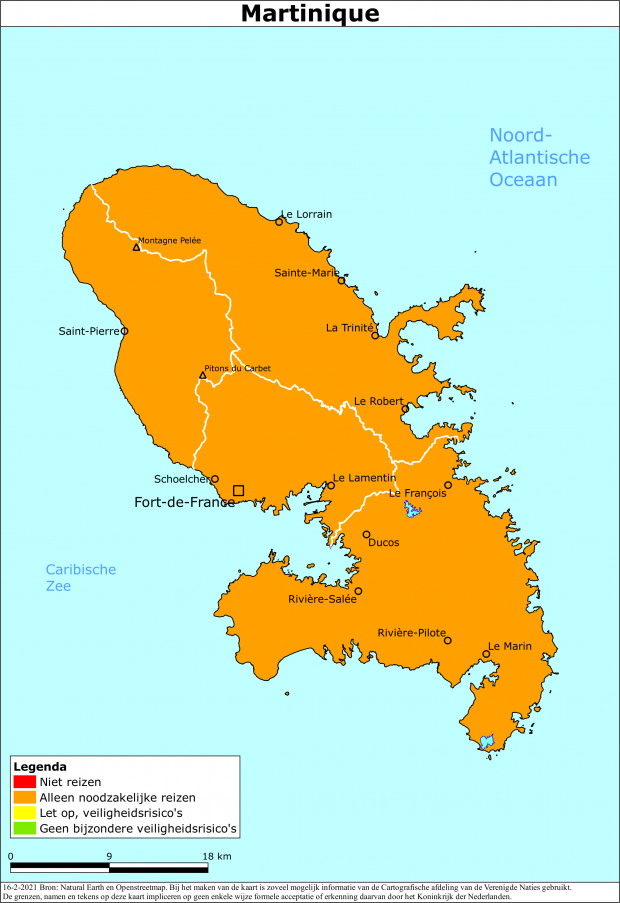 Martinique
Noord-
Atlantische
Oceaan
Le Lorrain
Montagne Pelée
Sainte-Marie
La Trinité
Saint-Pierre
Pitons du Carbet
Le Robert
Schoelcher
Le Lamentin
Le François
Fort-de-France
Ducos
Caribische
Zee
Rivière-Salée
Rivière-Pilote
Le Marin
Legenda
Niet reizen
Alleen noodzakelijke reizen
Let op, veiligheidsrisico's
Geen bijzondere veiligheidsrisico's
0 9 18 km
16-2-2021 Bron: Natural Earth en Openstreetmap. Bij het maken van de kaart is zoveel mogelijk informatie van de Cartografische afdeling van de Verenigde Naties gebruikt.
De grenzen, namen en tekens op deze kaart impliceren op geen enkele wijze formele acceptatie of erkenning daarvan door het Koninkrijk der Nederlanden.